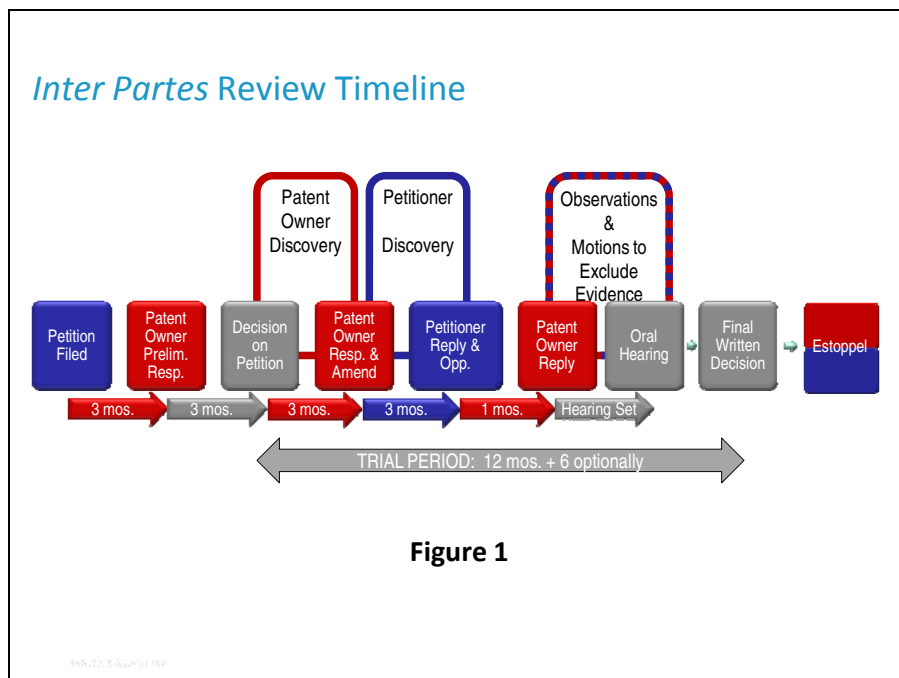 Inter Partes Review Timeline
Patent
Owner
Discovery
Petitioner
Discovery
Observations
&
Motions to
Exclude
Evidence
Petition
Filed
Patent
Owner
Prelim.
Resp.
Decision
on
Petition
Patent
Owner
Resp. &
Amend
Petitioner
Reply &
Opp.
Patent
Owner
Reply
Oral
Hearing
Final
Written
Decision
Estoppel
3 mos.
3 mos.
3 mos.
3 mos.
1 mos.
Hearing Set
TRIAL PERIOD: 12 mos. + 6 optionally
Figure 1